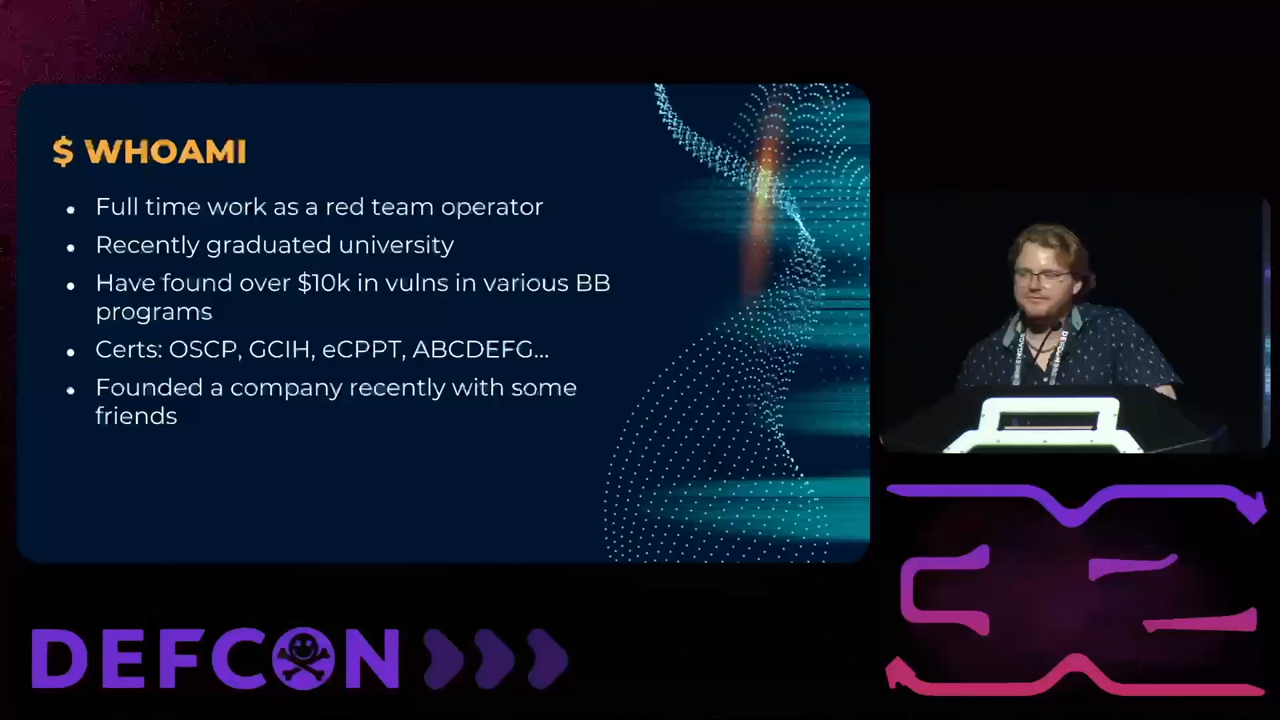 $ WHOAMI
Full time work as a red team operator
Recently graduated university
Have found over $10k in vulns in various BB
programs
Certs: OSCP, GCIH, eCPPT, ABCDEFG...
Founded a company recently with some
friends
DEFCON